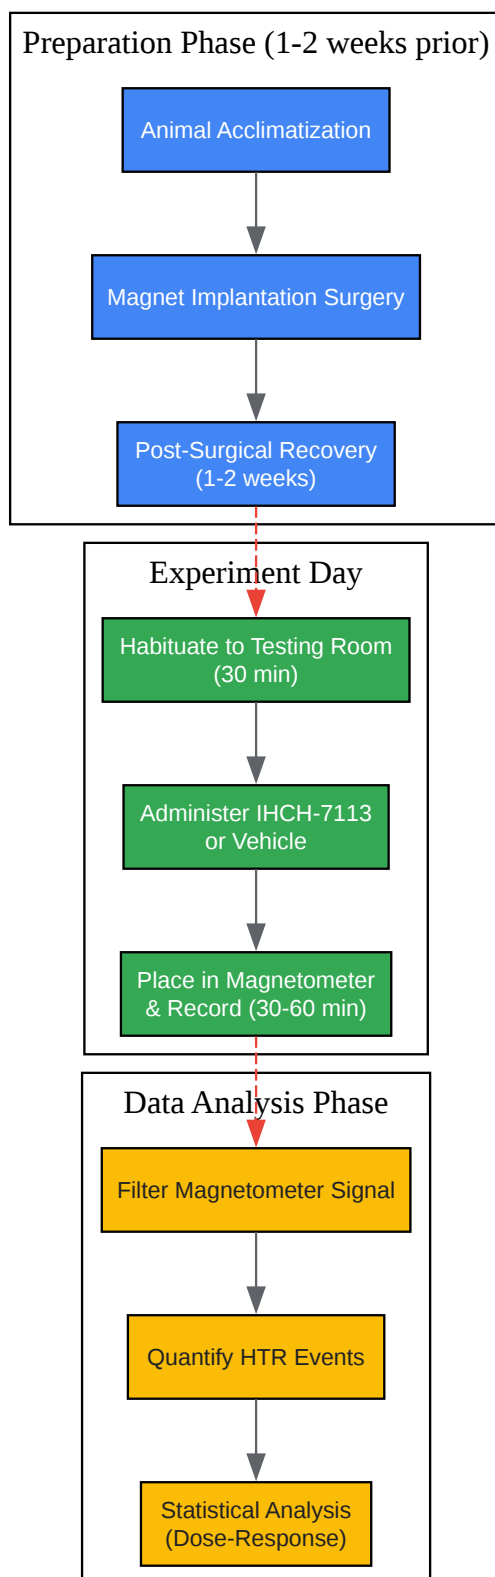 Preparation Phase (1-2 weeks prior)
Animal Acclimatization
Magnet Implantation Surgery
Post-Surgical Recovery
(1-2 weeks)
Experiment Day
Habituate to Testing Room
(30 min)
Administer IHCH-7113
or Vehicle
Place in Magnetometer
& Record (30-60 min)
Data Analysis Phase
Filter Magnetometer Signal
Quantify HTR Events
Statistical Analysis
(Dose-Response)